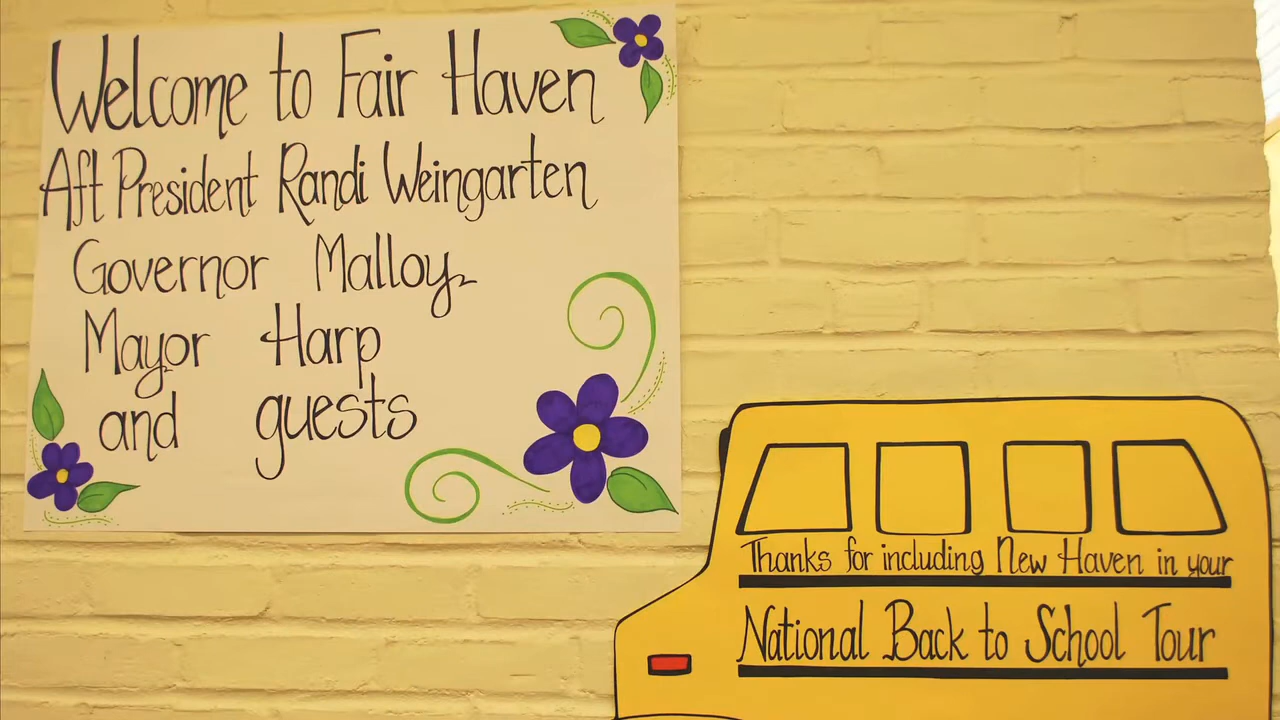 Welcome to Fair Haven
Aft President Randi Weingarten
Governor Malloy
Mayor Harp
and guests
Thanks for including New Haven in your
National Back to School Tour